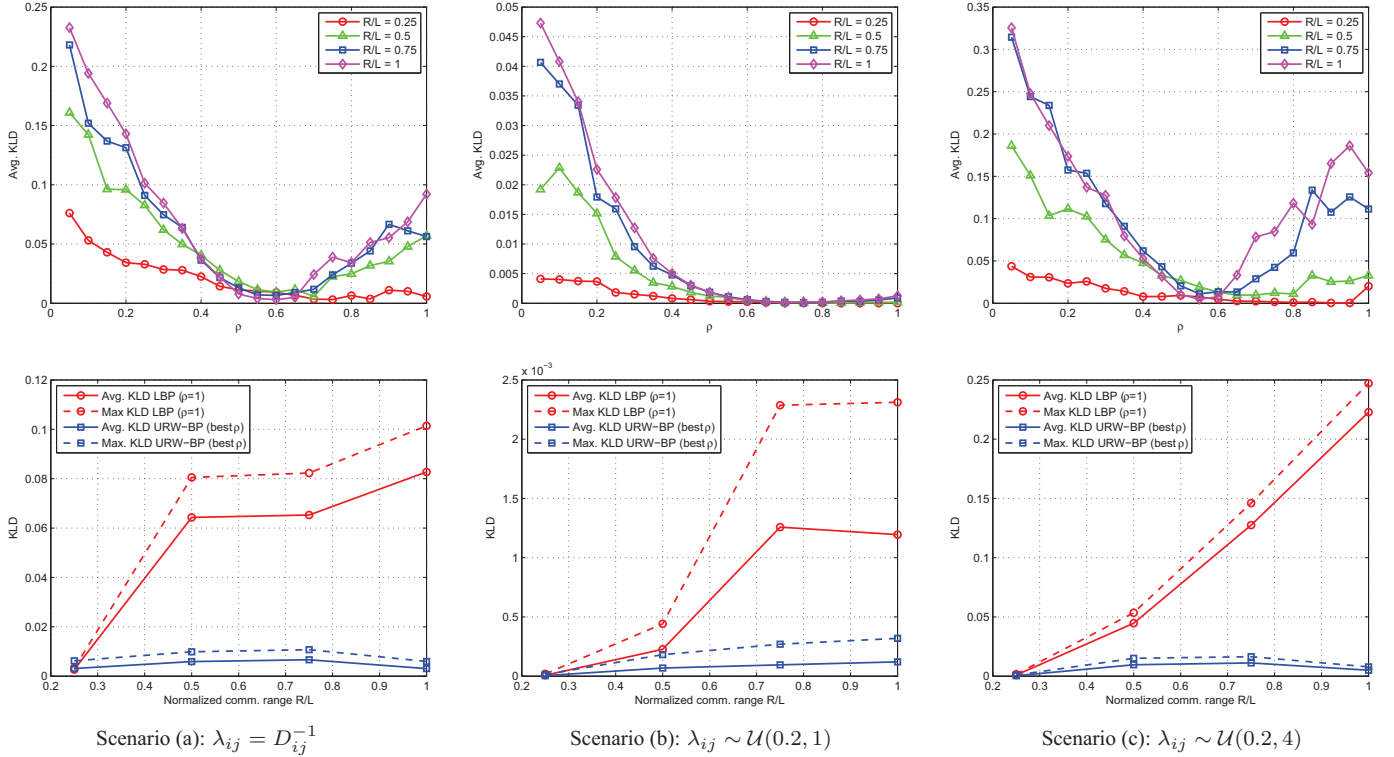 0.25
0.2
0.15
0.1
0.05
0
0.2 0.4 0.6 0.8 1
Avg. KLD
ρ
R/L = 0.25
R/L = 0.5
R/L = 0.75
R/L = 1
0.05
0.045
0.04
0.035
0.03
0.025
0.02
0.015
0.01
0.005
0
0.2 0.4 0.6 0.8 1
Avg. KLD
ρ
R/L = 0.25
R/L = 0.5
R/L = 0.75
R/L = 1
0.35
0.3
0.25
0.2
0.15
0.1
0.05
0
0.2 0.4 0.6 0.8 1
Avg. KLD
ρ
R/L = 0.25
R/L = 0.5
R/L = 0.75
R/L = 1
0.12
0.1
0.08
0.06
0.04
0.02
0
0.2 0.3 0.4 0.5 0.6 0.7 0.8 0.9 1
KLD
Normalized comm. range R/L
Avg. KLD LBP (ρ=1)
Max KLD LBP (ρ=1)
Avg. KLD URW−BP (best ρ)
Max. KLD URW−BP (best ρ)
x 10⁻³
2.5
2
1.5
1
0.5
0
0.2 0.3 0.4 0.5 0.6 0.7 0.8 0.9 1
KLD
Normalized comm. range R/L
Avg. KLD LBP (ρ=1)
Max KLD LBP (ρ=1)
Avg. KLD URW−BP (best ρ)
Max. KLD URW−BP (best ρ)
0.25
0.2
0.15
0.1
0.05
0
0.2 0.3 0.4 0.5 0.6 0.7 0.8 0.9 1
KLD
Normalized comm. range R/L
Avg. KLD LBP (ρ=1)
Max KLD LBP (ρ=1)
Avg. KLD URW−BP (best ρ)
Max. KLD URW−BP (best ρ)
Scenario (a): λ_{ij} = D_{ij}^{-1}
Scenario (b): λ_{ij} ∼ 𝒰(0.2, 1)
Scenario (c): λ_{ij} ∼ 𝒰(0.2, 4)